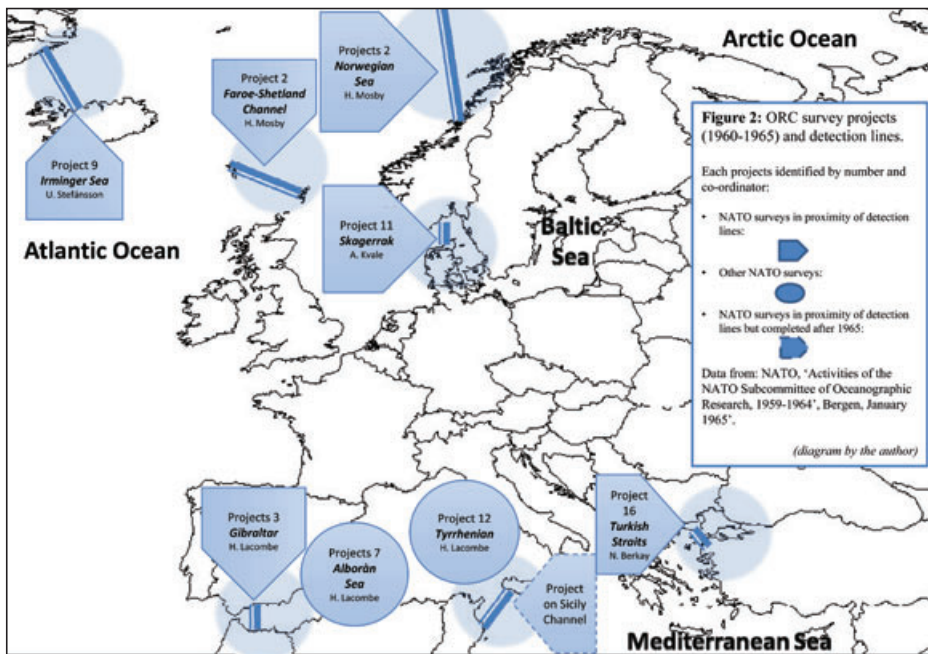 Arctic Ocean
Projects 2
Norwegian
Sea
H. Mosby
Project 2
Faroe-Shetland
Channel
H. Mosby
Project 9
Irminger Sea
U. Stefánsson
Atlantic Ocean
Project 11
Skagerrak
A. Kvale
Baltic
Sea
Figure 2: ORC survey projects
(1960-1965) and detection lines.
Each projects identified by number and
co-ordinator:
• NATO surveys in proximity of detection
lines:
• Other NATO surveys:
• NATO surveys in proximity of detection
lines but completed after 1965:
Data from: NATO, ‘Activities of the
NATO Subcommittee of Oceanographic
Research, 1959-1964’, Bergen, January
1965’.
(diagram by the author)
Projects 3
Gibraltar
H. Lacombe
Projects 7
Alboràn
Sea
H. Lacombe
Project 12
Tyrrhenian
H. Lacombe
Project
16
Turkish
Straits
N. Berkay
Project
on Sicily
Channel
Mediterranean Sea